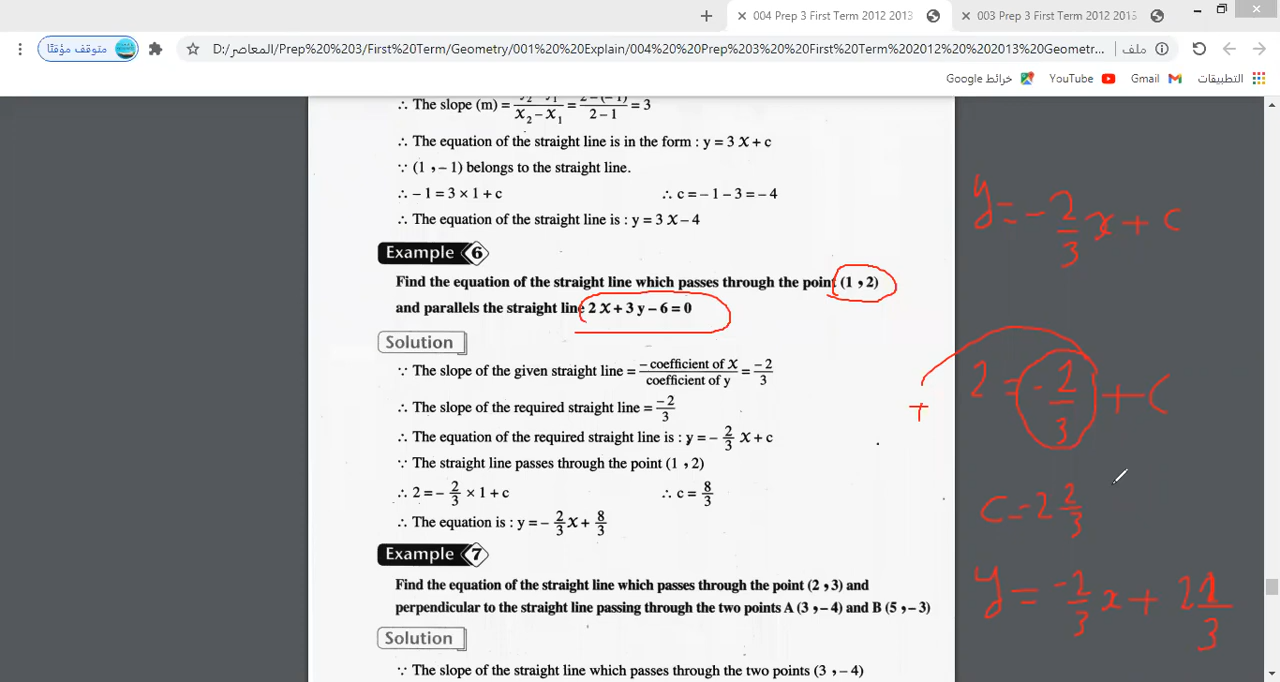 004 Prep 3 First Term 2012 2013
003 Prep 3 First Term 2012 2013
متوقف مؤقتًا
D:/المعاصر/Prep%20%203/First%20Term/Geometry/001%20%20Explain/004%20%20Prep%203%20%20First%20Term%202012%20%202013%20Geometr...
ملف
التطبيقات
Gmail
YouTube
خرائط Google
∴ The slope (m) = y₂ − y₁ / x₂ − x₁ = 2 − (− 1) / 2 − 1 = 3
∴ The equation of the straight line is in the form : y = 3 x + c
∵ (1 , − 1) belongs to the straight line.
∴ − 1 = 3 × 1 + c ∴ c = − 1 − 3 = − 4
∴ The equation of the straight line is : y = 3 x − 4
Example 6
Find the equation of the straight line which passes through the point (1 , 2)
and parallels the straight line 2 x + 3 y − 6 = 0
Solution
∵ The slope of the given straight line = − coefficient of x / coefficient of y = −2/3
∴ The slope of the required straight line = −2/3
∴ The equation of the required straight line is : y = − 2/3 x + c
∵ The straight line passes through the point (1 , 2)
∴ 2 = − 2/3 × 1 + c ∴ c = 8/3
∴ The equation is : y = − 2/3 x + 8/3
Example 7
Find the equation of the straight line which passes through the point (2 , 3) and
perpendicular to the straight line passing through the two points A (3 , − 4) and B (5 , − 3)
Solution
∵ The slope of the straight line which passes through the two points (3 , − 4)
y = − 2/3 x + c
+ 2 = − 2/3 + c
c = 2 2/3
y = −2/3 x + 2 2/3